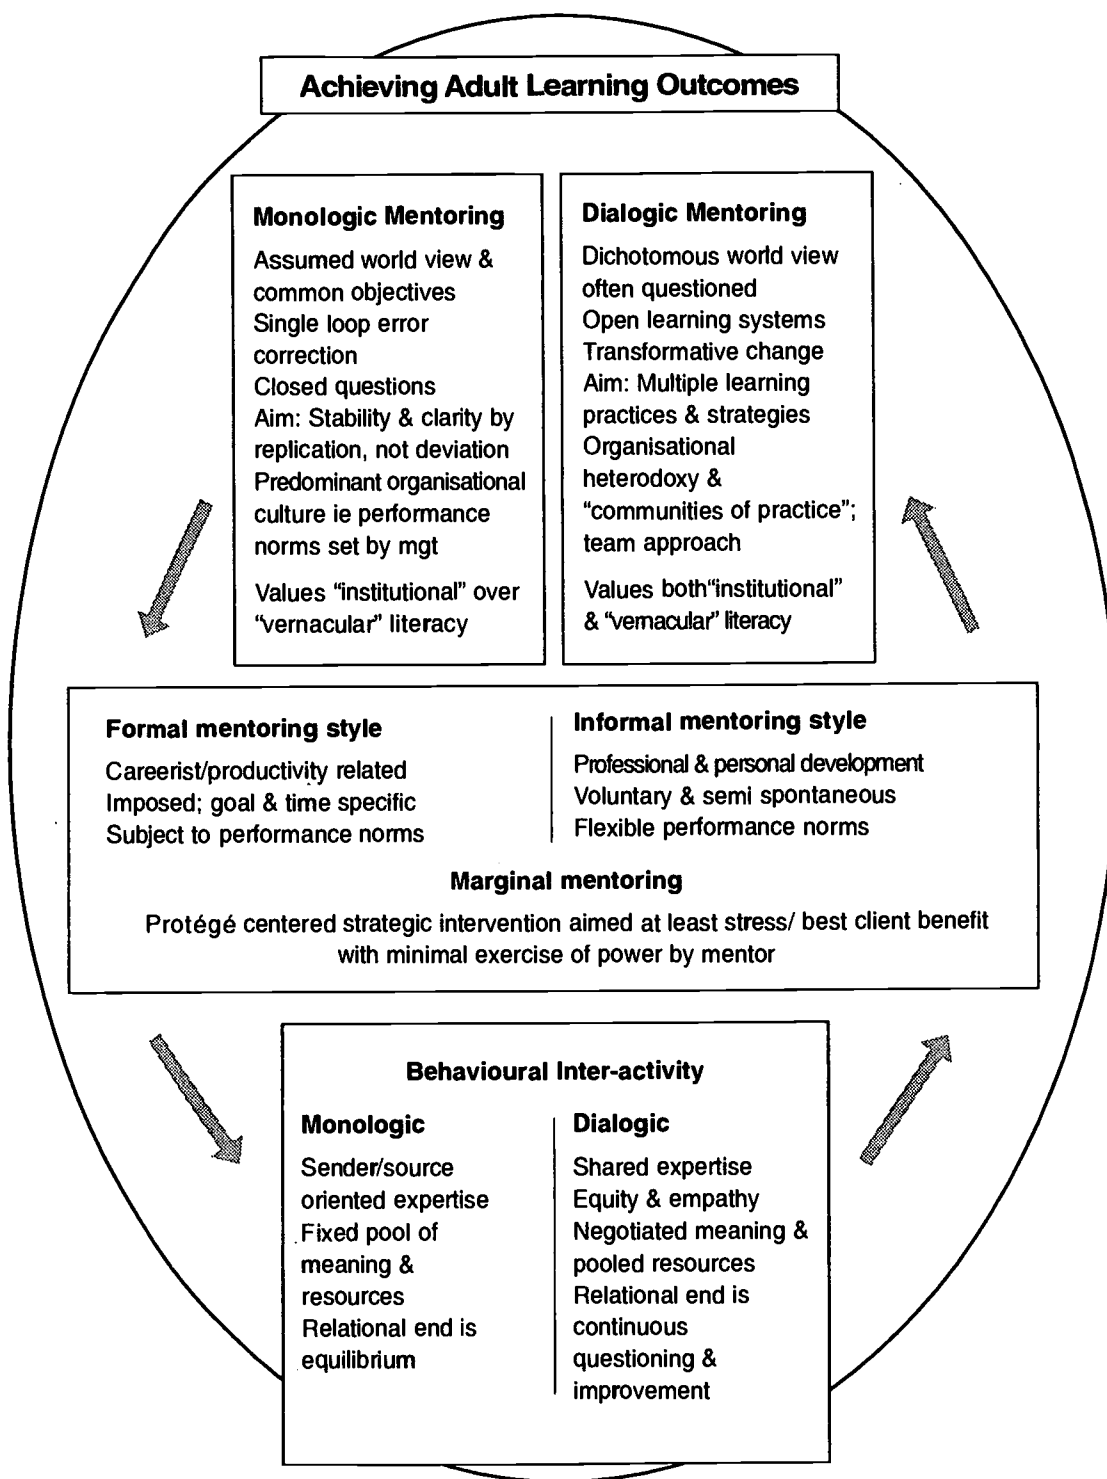 Achieving Adult Learning Outcomes
Monologic Mentoring
Assumed world view &
common objectives
Single loop error
correction
Closed questions
Aim: Stability & clarity by
replication, not deviation
Predominant organisational
culture ie performance
norms set by mgt
Values “institutional” over
“vernacular” literacy
Dialogic Mentoring
Dichotomous world view
often questioned
Open learning systems
Transformative change
Aim: Multiple learning
practices & strategies
Organisational
heterodoxy &
“communities of practice”;
team approach
Values both “institutional”
& “vernacular” literacy
Formal mentoring style
Careerist/productivity related
Imposed; goal & time specific
Subject to performance norms
Informal mentoring style
Professional & personal development
Voluntary & semi spontaneous
Flexible performance norms
Marginal mentoring
Protégé centered strategic intervention aimed at least stress/ best client benefit
with minimal exercise of power by mentor
Behavioural Inter-activity
Monologic
Sender/source
oriented expertise
Fixed pool of
meaning &
resources
Relational end is
equilibrium
Dialogic
Shared expertise
Equity & empathy
Negotiated meaning &
pooled resources
Relational end is
continuous
questioning &
improvement